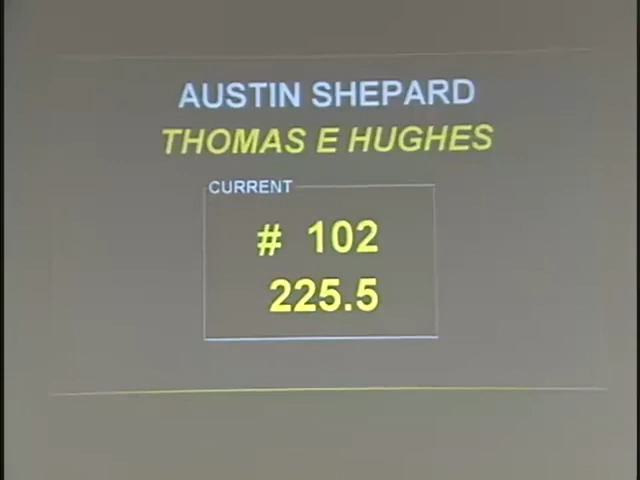 AUSTIN SHEPARD
THOMAS E HUGHES
CURRENT
# 102
225.5